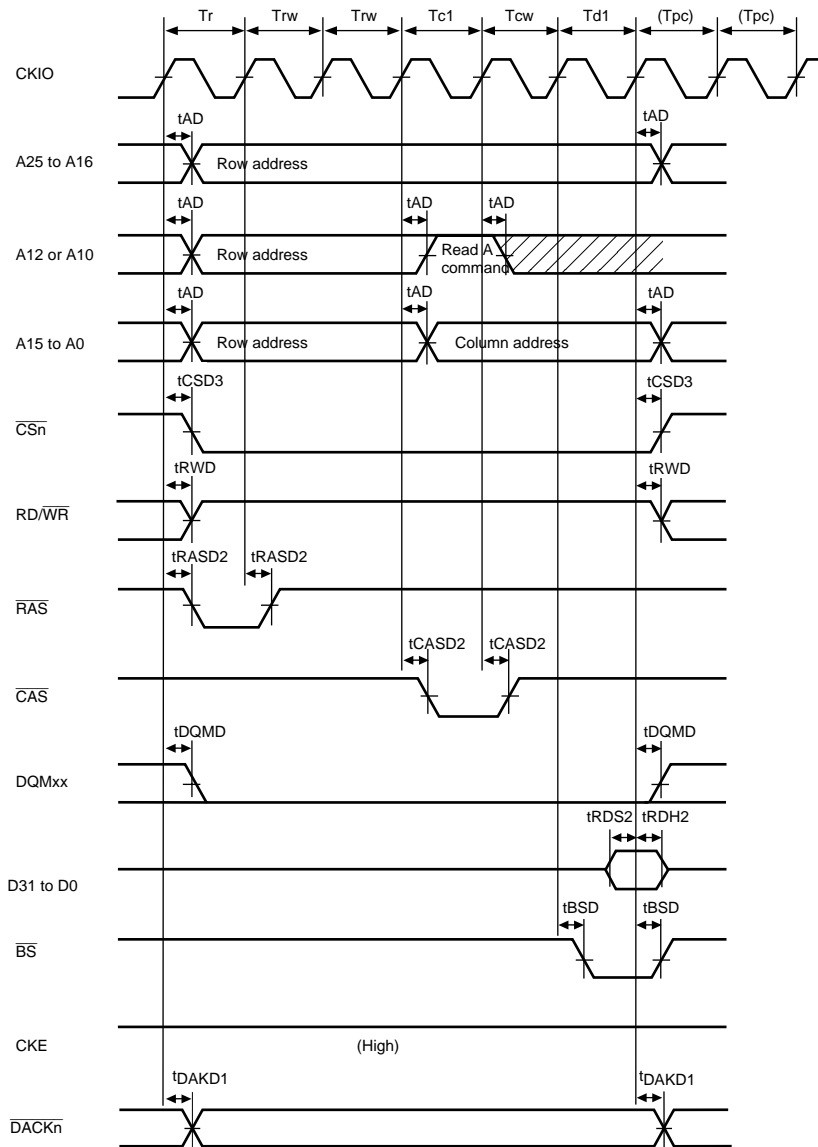 Tr Trw Trw Tc1 Tcw Td1 (Tpc) (Tpc)
CKIO
tAD tAD
A25 to A16 Row address
tAD tAD tAD
A12 or A10 Row address Read A
command
tAD tAD tAD
A15 to A0 Row address Column address
tCSD3 tCSD3
CSn
tRWD tRWD
RD/WR
tRASD2 tRASD2
RAS
tCASD2 tCASD2
CAS
tDQMD tDQMD
DQMxx
tRDS2 tRDH2
D31 to D0
tBSD tBSD
BS
CKE (High)
tDAKD1 tDAKD1
DACKn